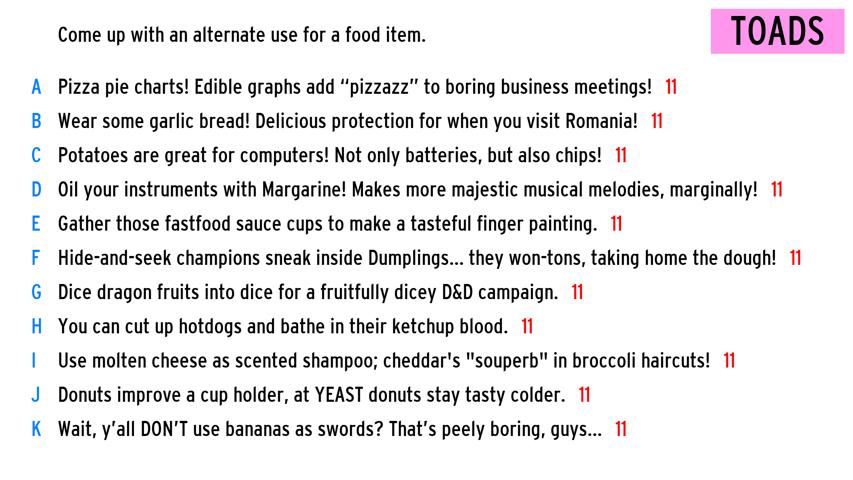 Come up with an alternate use for a food item.
TOADS
A Pizza pie charts! Edible graphs add “pizzazz” to boring business meetings! 11
B Wear some garlic bread! Delicious protection for when you visit Romania! 11
C Potatoes are great for computers! Not only batteries, but also chips! 11
D Oil your instruments with Margarine! Makes more majestic musical melodies, marginally! 11
E Gather those fastfood sauce cups to make a tasteful finger painting. 11
F Hide-and-seek champions sneak inside Dumplings... they won-tons, taking home the dough! 11
G Dice dragon fruits into dice for a fruitfully dicey D&D campaign. 11
H You can cut up hotdogs and bathe in their ketchup blood. 11
I Use molten cheese as scented shampoo; cheddar's "souperb" in broccoli haircuts! 11
J Donuts improve a cup holder, at YEAST donuts stay tasty colder. 11
K Wait, y’all DON’T use bananas as swords? That’s peely boring, guys... 11